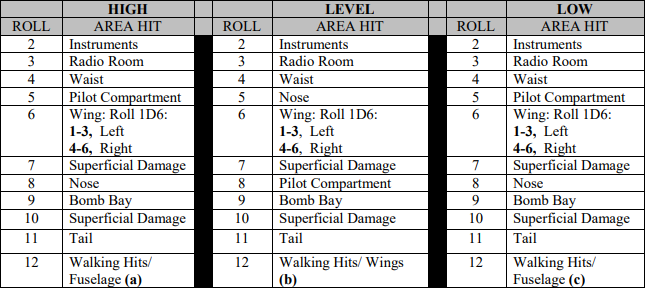 HIGH LEVEL LOW
ROLL AREA HIT ROLL AREA HIT ROLL AREA HIT
2 Instruments 2 Instruments 2 Instruments
3 Radio Room 3 Radio Room 3 Radio Room
4 Waist 4 Waist 4 Waist
5 Pilot Compartment 5 Nose 5 Pilot Compartment
6 Wing: Roll 1D6: 6 Wing: Roll 1D6: 6 Wing: Roll 1D6:
1-3, Left 1-3, Left 1-3, Left
4-6, Right 4-6, Right 4-6, Right
7 Superficial Damage 7 Superficial Damage 7 Superficial Damage
8 Nose 8 Pilot Compartment 8 Nose
9 Bomb Bay 9 Bomb Bay 9 Bomb Bay
10 Superficial Damage 10 Superficial Damage 10 Superficial Damage
11 Tail 11 Tail 11 Tail
12 Walking Hits/ 12 Walking Hits/ Wings 12 Walking Hits/
Fuselage (a) (b) Fuselage (c)